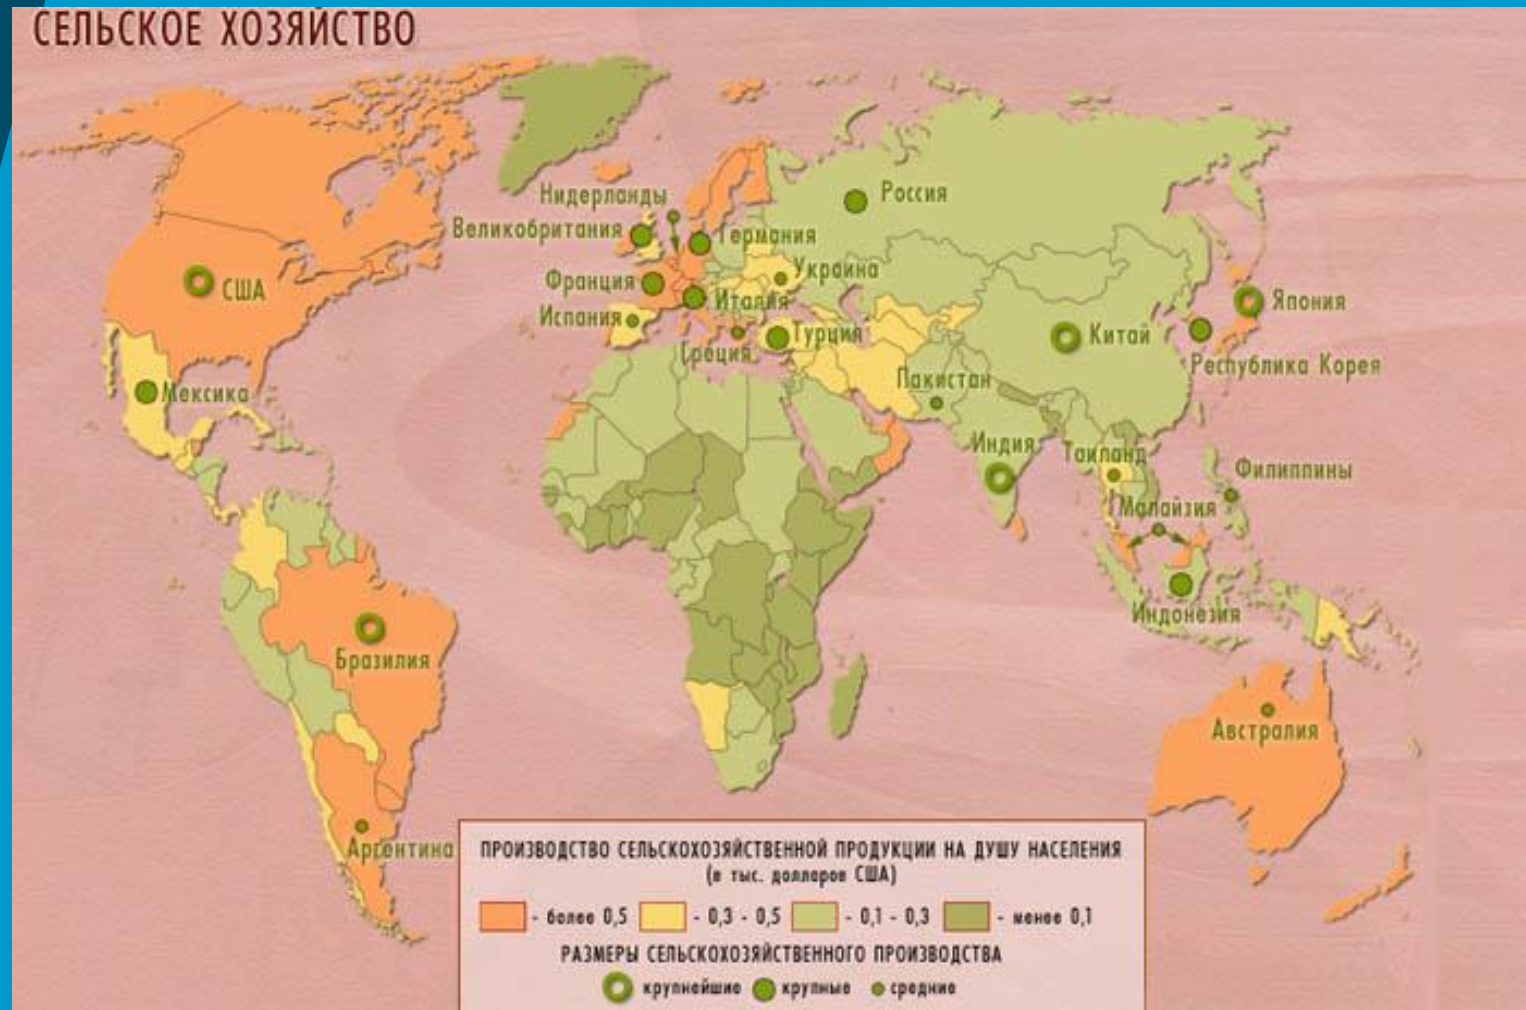 СЕЛЬСКОЕ ХОЗЯЙСТВО
Нидерланды
Россия
Великобритания
Германия
Украина
Франция
Италия
США
Япония
Испания
Турция
Китай
Греция
Республика Корея
Пакистан
Мексика
Индия
Таиланд
Филиппины
Малайзия
Индонезия
Бразилия
Австралия
Аргентина
ПРОИЗВОДСТВО СЕЛЬСКОХОЗЯЙСТВЕННОЙ ПРОДУКЦИИ НА ДУШУ НАСЕЛЕНИЯ
(в тыс. долларов США)
- более 0,5 - 0,3 - 0,5 - 0,1 - 0,3 - менее 0,1
РАЗМЕРЫ СЕЛЬСКОХОЗЯЙСТВЕННОГО ПРОИЗВОДСТВА
крупнейшие крупные средние